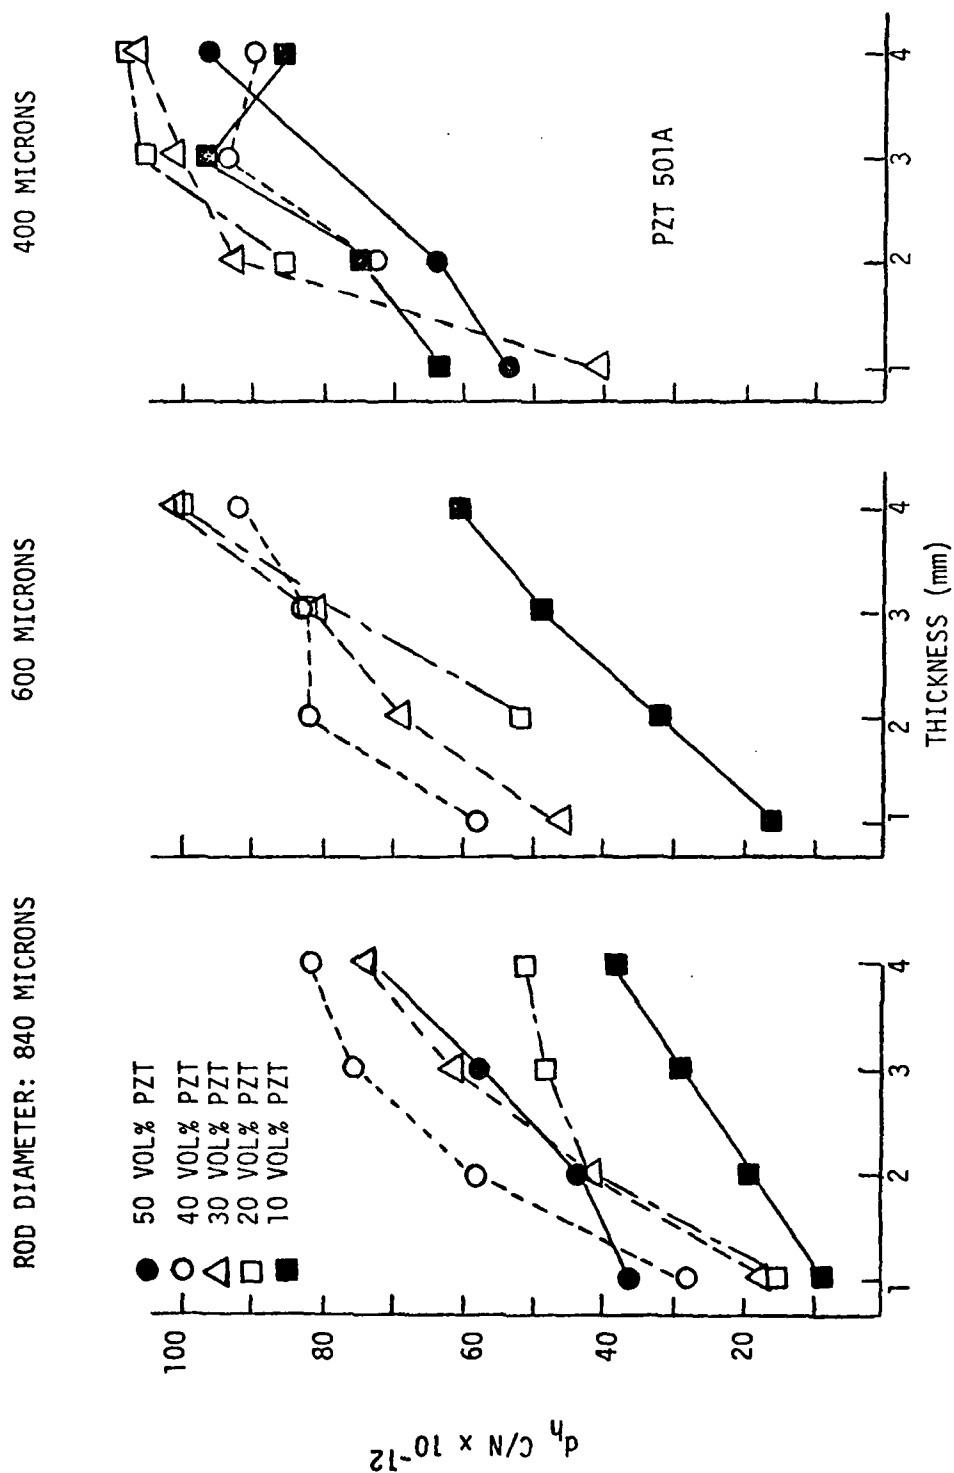 ROD DIAMETER: 840 MICRONS
600 MICRONS
400 MICRONS
50 VOL% PZT
40 VOL% PZT
30 VOL% PZT
20 VOL% PZT
10 VOL% PZT
PZT 501A
d_h C/N x 10^-12
100
80
60
40
20
1 2 3 4
1 2 3 4
1 2 3 4
THICKNESS (mm)